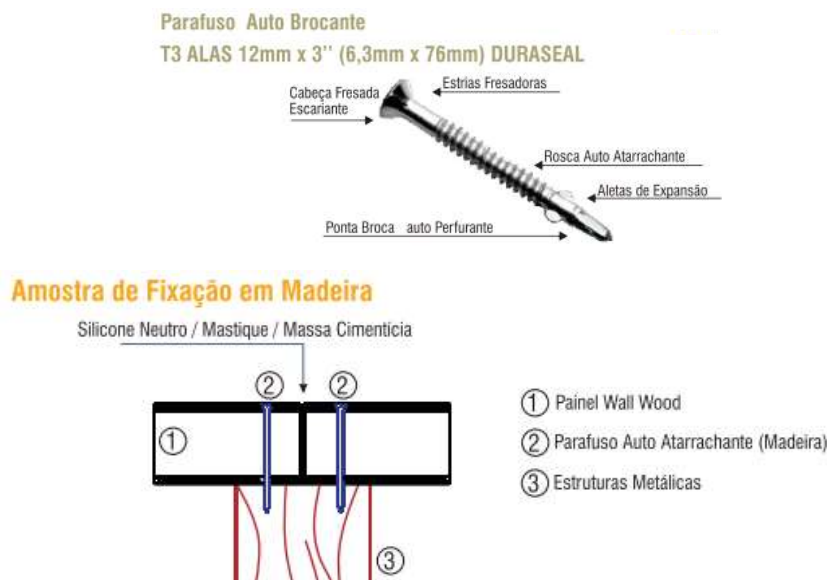 Parafuso Auto Brocante
T3 ALAS 12mm x 3'' (6,3mm x 76mm) DURASEAL
Cabeça Fresada
Escariante
Estrias Fresadoras
Rosca Auto Atarrachante
Aletas de Expansão
Ponta Broca auto Perfurante
Amostra de Fixação em Madeira
Silicone Neutro / Mastique / Massa Cimentícia
2 2
1
3
1 Painel Wall Wood
2 Parafuso Auto Atarrachante (Madeira)
3 Estruturas Metálicas